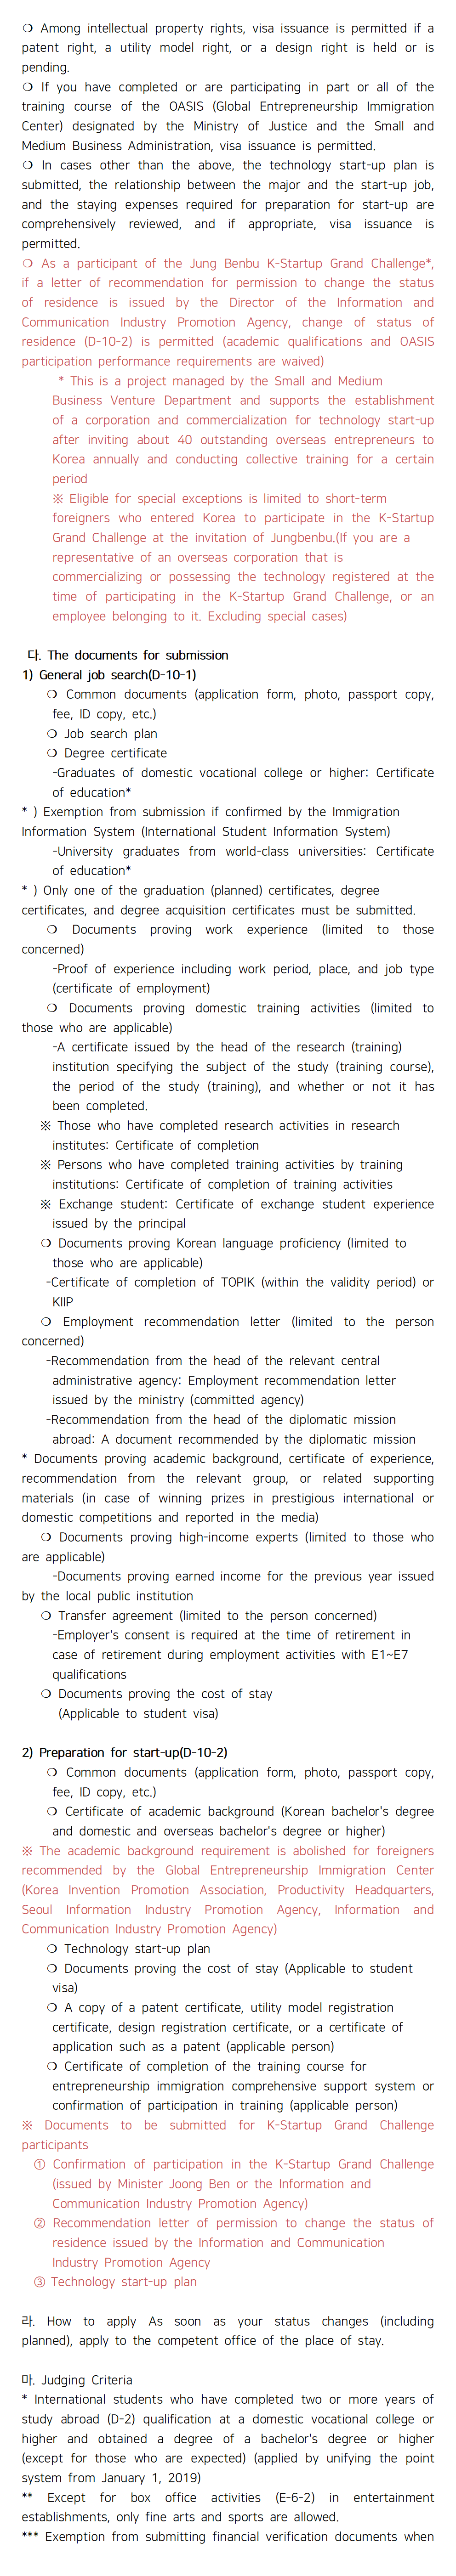 ❍ Among intellectual property rights, visa issuance is permitted if a
patent right, a utility model right, or a design right is held or is
pending.
❍ If you have completed or are participating in part or all of the
training course of the OASIS (Global Entrepreneurship Immigration
Center) designated by the Ministry of Justice and the Small and
Medium Business Administration, visa issuance is permitted.
❍ In cases other than the above, the technology start-up plan is
submitted, the relationship between the major and the start-up job,
and the staying expenses required for preparation for start-up are
comprehensively reviewed, and if appropriate, visa issuance is
permitted.
❍ As a participant of the Jung Benbu K-Startup Grand Challenge*,
if a letter of recommendation for permission to change the status
of residence is issued by the Director of the Information and
Communication Industry Promotion Agency, change of status of
residence (D-10-2) is permitted (academic qualifications and OASIS
participation performance requirements are waived)
* This is a project managed by the Small and Medium
Business Venture Department and supports the establishment
of a corporation and commercialization for technology start-up
after inviting about 40 outstanding overseas entrepreneurs to
Korea annually and conducting collective training for a certain
period
※ Eligible for special exceptions is limited to short-term
foreigners who entered Korea to participate in the K-Startup
Grand Challenge at the invitation of Jungbenbu.(If you are a
representative of an overseas corporation that is
commercializing or possessing the technology registered at the
time of participating in the K-Startup Grand Challenge, or an
employee belonging to it. Excluding special cases)
다. The documents for submission
1) General job search(D-10-1)
❍ Common documents (application form, photo, passport copy,
fee, ID copy, etc.)
❍ Job search plan
❍ Degree certificate
-Graduates of domestic vocational college or higher: Certificate
of education*
* ) Exemption from submission if confirmed by the Immigration
Information System (International Student Information System)
-University graduates from world-class universities: Certificate
of education*
* ) Only one of the graduation (planned) certificates, degree
certificates, and degree acquisition certificates must be submitted.
❍ Documents proving work experience (limited to those
concerned)
-Proof of experience including work period, place, and job type
(certificate of employment)
❍ Documents proving domestic training activities (limited to
those who are applicable)
-A certificate issued by the head of the research (training)
institution specifying the subject of the study (training course),
the period of the study (training), and whether or not it has
been completed.
※ Those who have completed research activities in research
institutes: Certificate of completion
※ Persons who have completed training activities by training
institutions: Certificate of completion of training activities
※ Exchange student: Certificate of exchange student experience
issued by the principal
❍ Documents proving Korean language proficiency (limited to
those who are applicable)
-Certificate of completion of TOPIK (within the validity period) or
KIIP
❍ Employment recommendation letter (limited to the person
concerned)
-Recommendation from the head of the relevant central
administrative agency: Employment recommendation letter
issued by the ministry (committed agency)
-Recommendation from the head of the diplomatic mission
abroad: A document recommended by the diplomatic mission
* Documents proving academic background, certificate of experience,
recommendation from the relevant group, or related supporting
materials (in case of winning prizes in prestigious international or
domestic competitions and reported in the media)
❍ Documents proving high-income experts (limited to those who
are applicable)
-Documents proving earned income for the previous year issued
by the local public institution
❍ Transfer agreement (limited to the person concerned)
-Employer's consent is required at the time of retirement in
case of retirement during employment activities with E1~E7
qualifications
❍ Documents proving the cost of stay
(Applicable to student visa)
2) Preparation for start-up(D-10-2)
❍ Common documents (application form, photo, passport copy,
fee, ID copy, etc.)
❍ Certificate of academic background (Korean bachelor's degree
and domestic and overseas bachelor's degree or higher)
※ The academic background requirement is abolished for foreigners
recommended by the Global Entrepreneurship Immigration Center
(Korea Invention Promotion Association, Productivity Headquarters,
Seoul Information Industry Promotion Agency, Information and
Communication Industry Promotion Agency)
❍ Technology start-up plan
❍ Documents proving the cost of stay (Applicable to student
visa)
❍ A copy of a patent certificate, utility model registration
certificate, design registration certificate, or a certificate of
application such as a patent (applicable person)
❍ Certificate of completion of the training course for
entrepreneurship immigration comprehensive support system or
confirmation of participation in training (applicable person)
※ Documents to be submitted for K-Startup Grand Challenge
participants
① Confirmation of participation in the K-Startup Grand Challenge
(issued by Minister Joong Ben or the Information and
Communication Industry Promotion Agency)
② Recommendation letter of permission to change the status of
residence issued by the Information and Communication
Industry Promotion Agency
③ Technology start-up plan
라. How to apply As soon as your status changes (including
planned), apply to the competent office of the place of stay.
마. Judging Criteria
* International students who have completed two or more years of
study abroad (D-2) qualification at a domestic vocational college or
higher and obtained a degree of a bachelor's degree or higher
(except for those who are expected) (applied by unifying the point
system from January 1, 2019)
** Except for box office activities (E-6-2) in entertainment
establishments, only fine arts and sports are allowed.
*** Exemption from submitting financial verification documents when